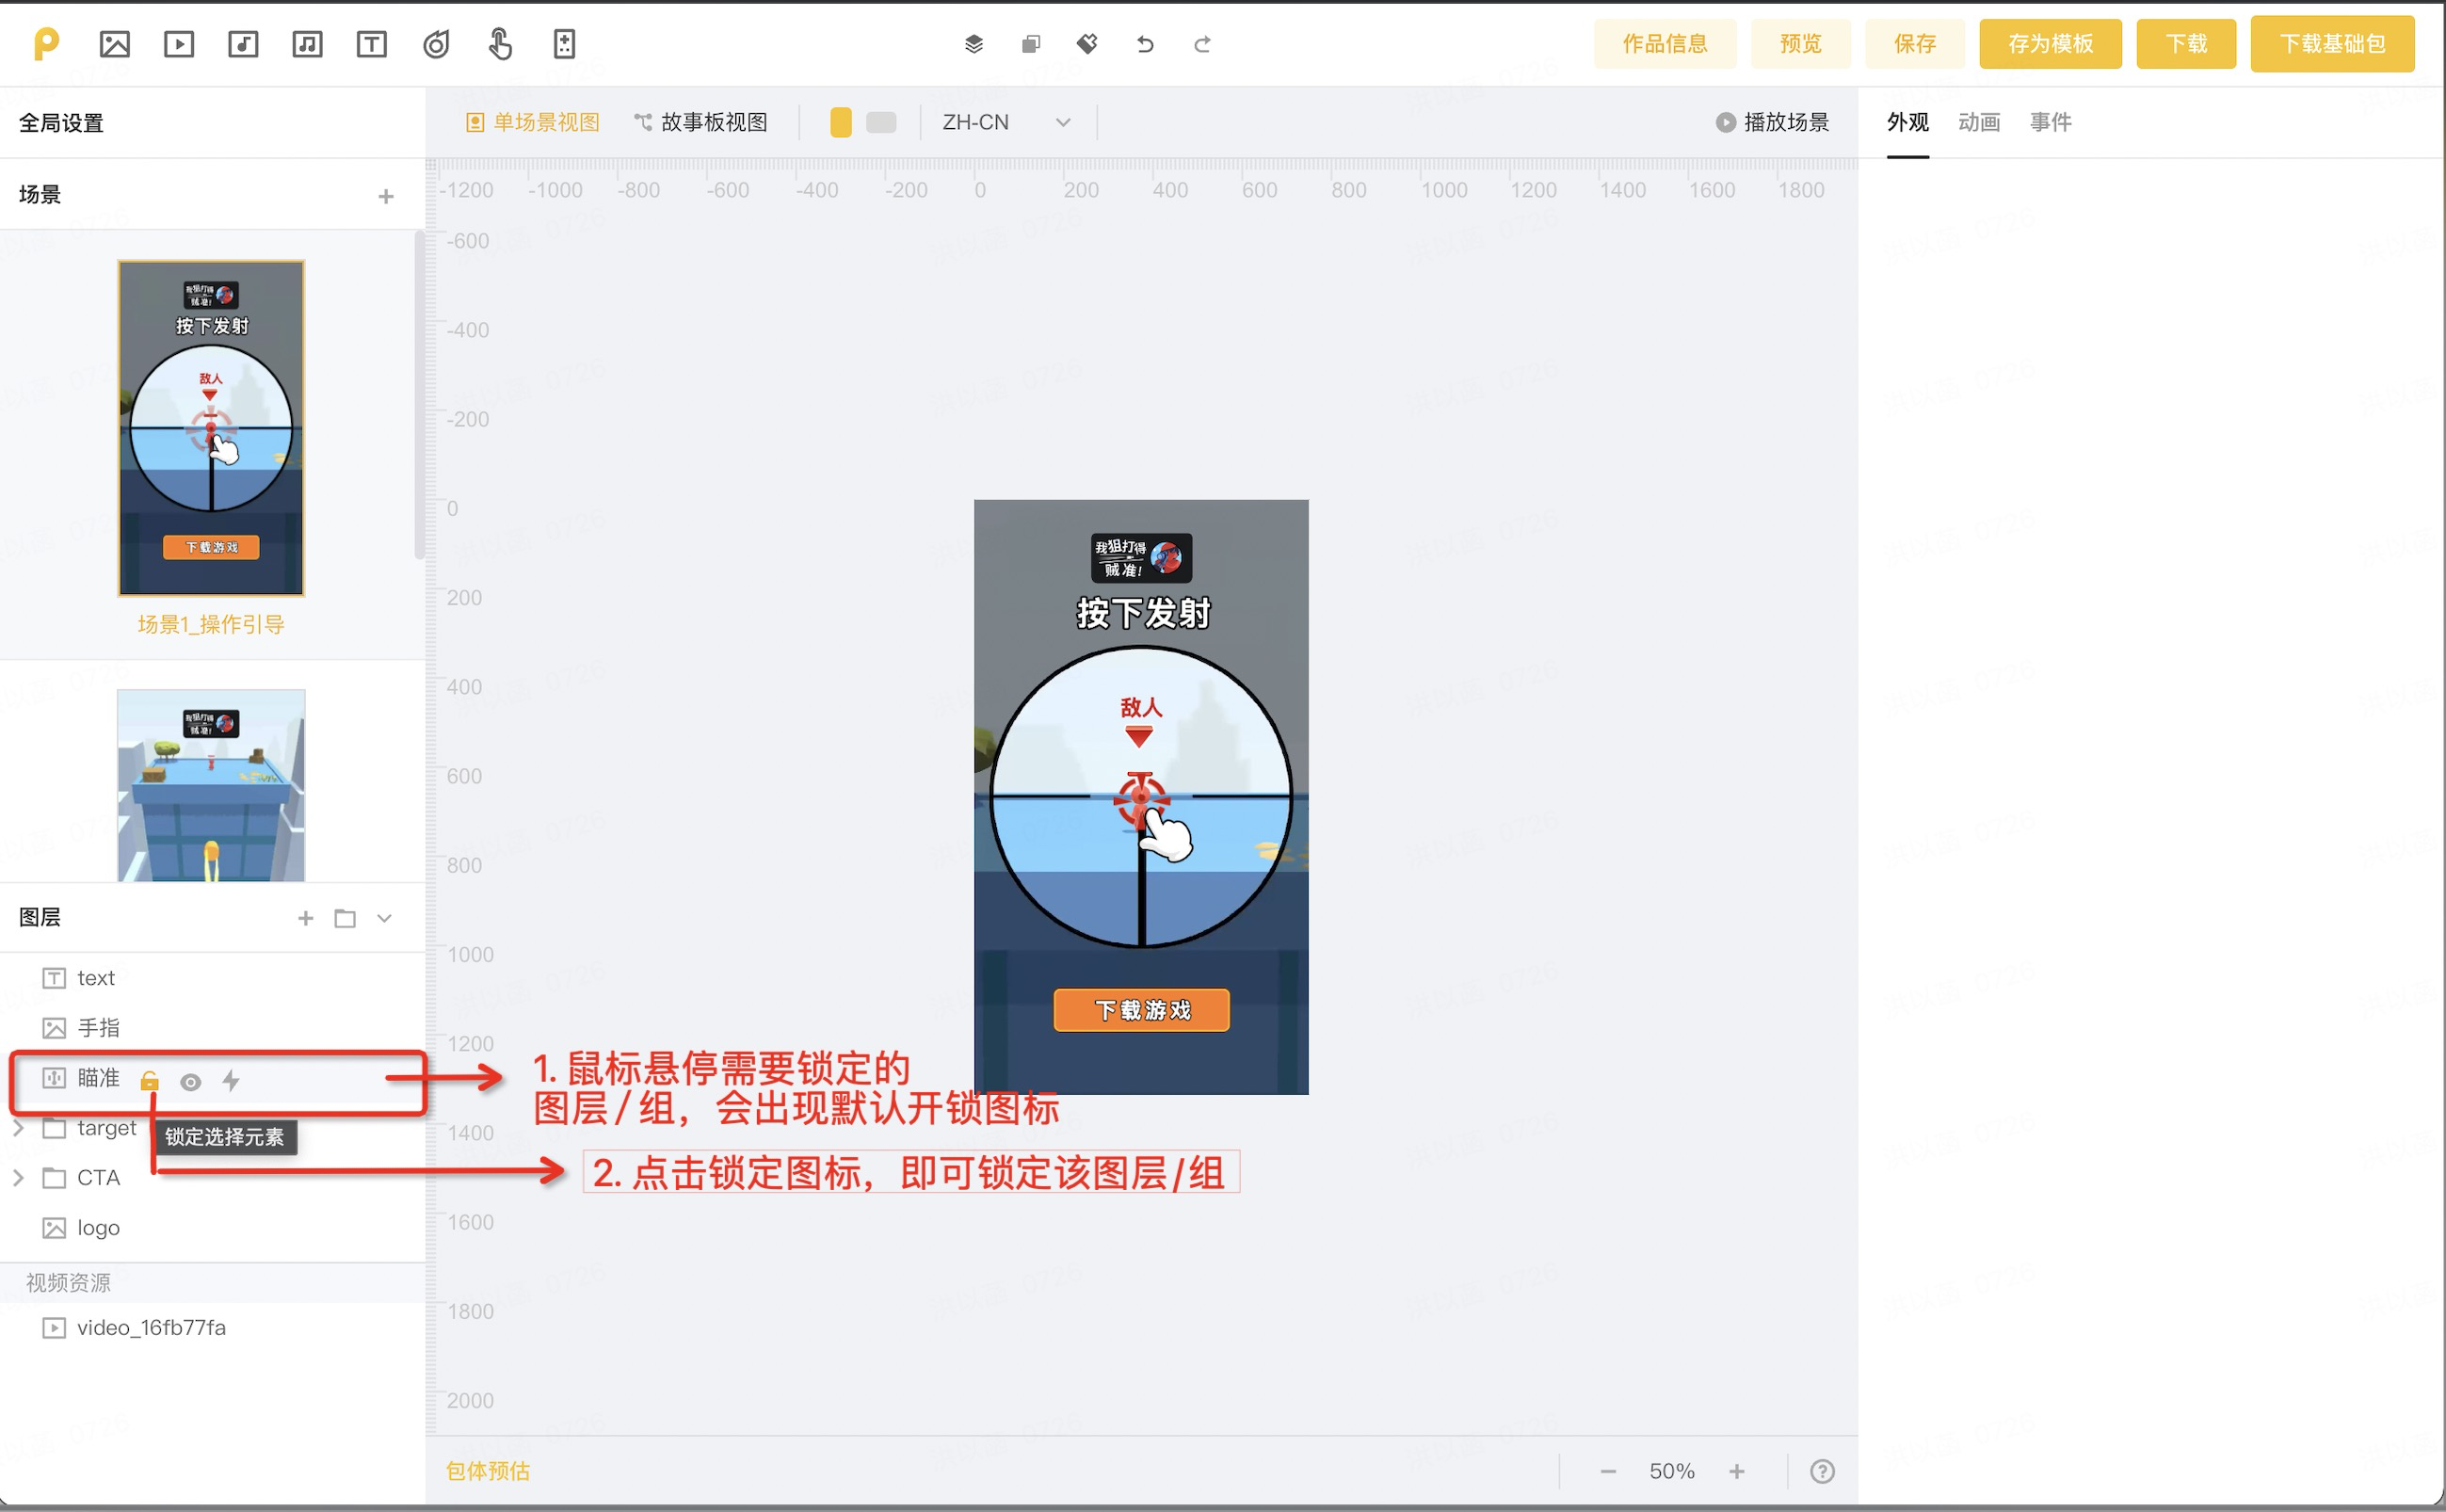 作品信息
预览
保存
存为模板
下载
下载基础包
全局设置
单场景视图
故事板视图
ZH-CN
播放场景
外观
动画
事件
场景
-1200 -1000 -800 -600 -400 -200 0 200 400 600 800 1000 1200 1400 1600 1800
-600
-400
-200
0
200
400
600
800
1000
1200
1400
1600
1800
2000
我狙打得
贼准!
按下发射
敌人
下载游戏
场景1_操作引导
我狙打得
贼准!
我狙打得
贼准!
按下发射
敌人
下载游戏
图层
text
手指
瞄准
target
锁定选择元素
CTA
logo
视频资源
video_16fb77fa
1. 鼠标悬停需要锁定的
图层/组，会出现默认开锁图标
2. 点击锁定图标，即可锁定该图层/组
包体预估
50%